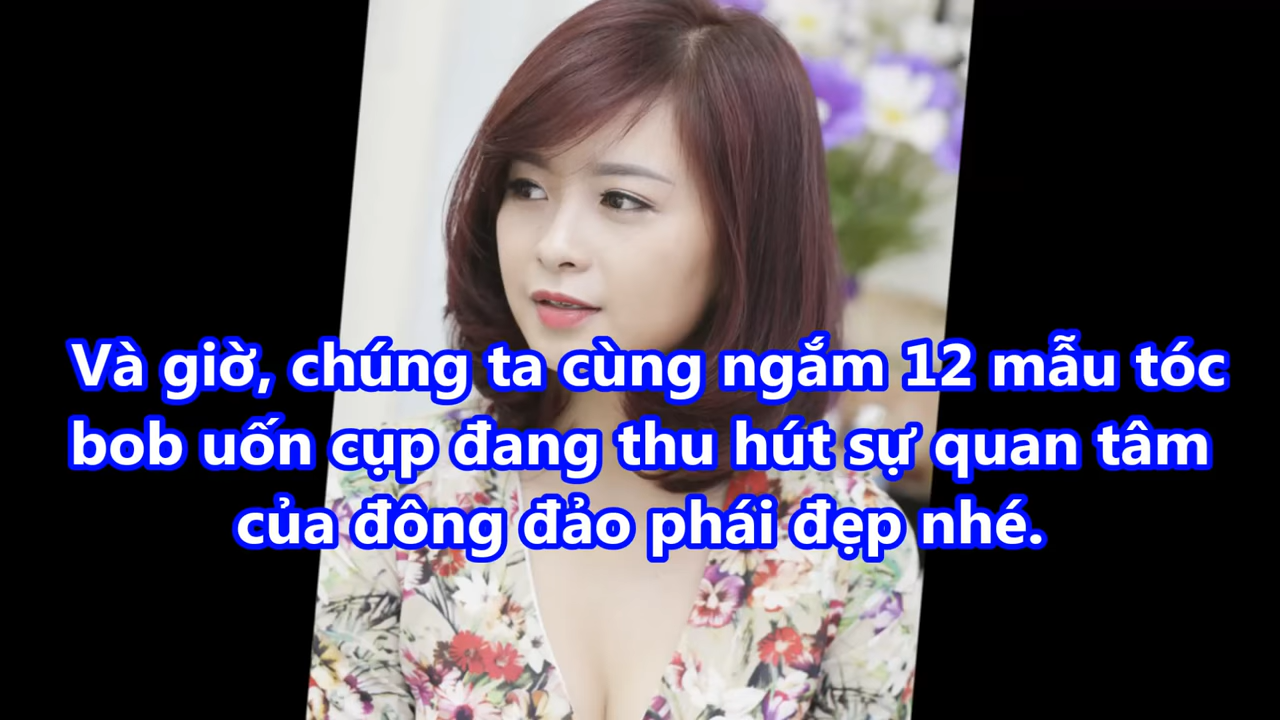 Và giờ, chúng ta cùng ngắm 12 mẫu tóc
bob uốn cụp đang thu hút sự quan tâm
của đông đảo phái đẹp nhé.